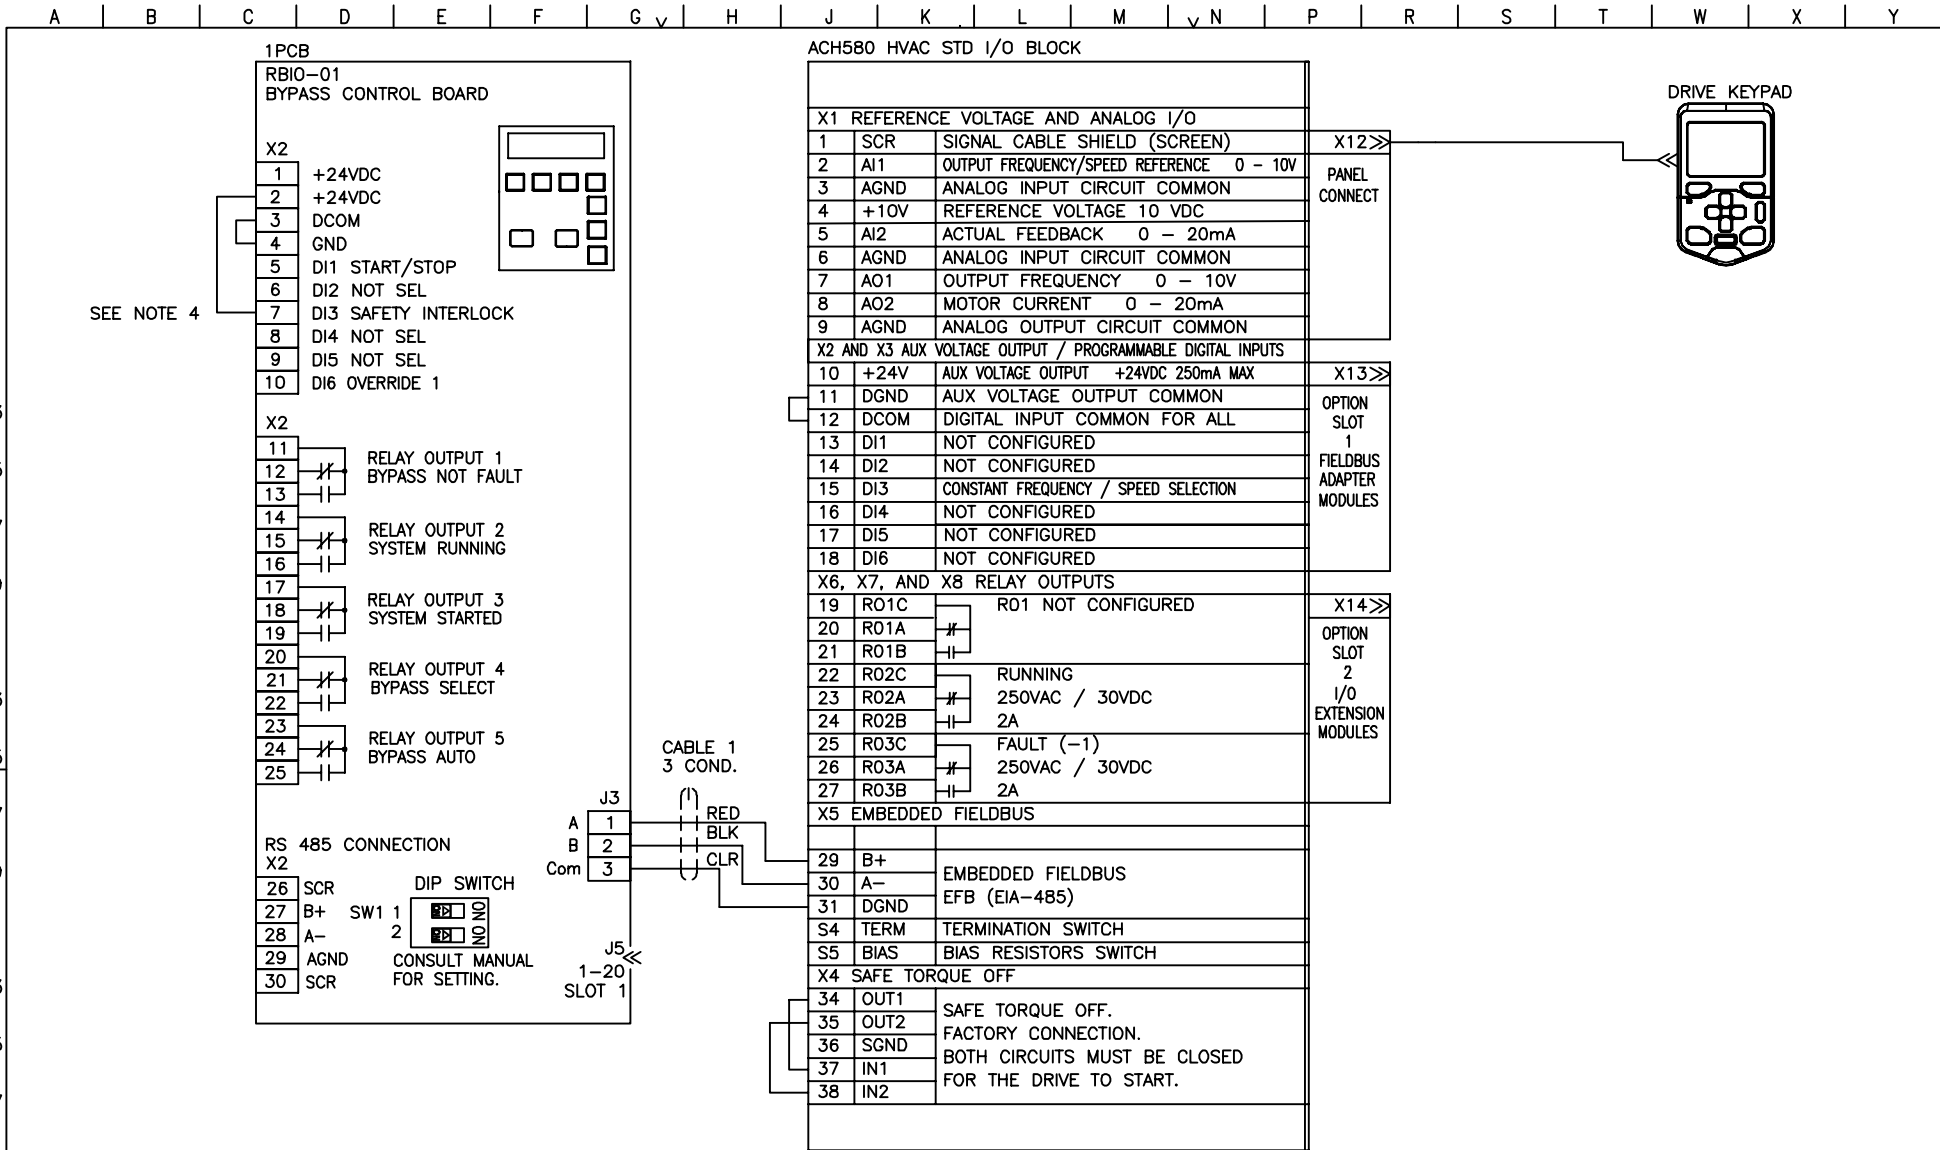 A B C D E F G H J K L M N P R S T W X Y
1PCB
RBIO-01
BYPASS CONTROL BOARD
X2
1 +24VDC
2 +24VDC
3 DCOM
4 GND
5 DI1 START/STOP
6 DI2 NOT SEL
SEE NOTE 4
7 DI3 SAFETY INTERLOCK
8 DI4 NOT SEL
9 DI5 NOT SEL
10 DI6 OVERRIDE 1
X2
11
12
13
RELAY OUTPUT 1
BYPASS NOT FAULT
14
15
16
RELAY OUTPUT 2
SYSTEM RUNNING
17
18
19
RELAY OUTPUT 3
SYSTEM STARTED
20
21
22
RELAY OUTPUT 4
BYPASS SELECT
23
24
25
RELAY OUTPUT 5
BYPASS AUTO
J3
A 1
B 2
Com 3
CABLE 1
3 COND.
RED
BLK
CLR
RS 485 CONNECTION
X2
26 SCR
27 B+
28 A-
29 AGND
30 SCR
DIP SWITCH
SW1 1
2
ON
ON
CONSULT MANUAL
FOR SETTING.
J5
1-20
SLOT 1
ACH580 HVAC STD I/O BLOCK
X1 REFERENCE VOLTAGE AND ANALOG I/O
1 SCR SIGNAL CABLE SHIELD (SCREEN)
2 AI1 OUTPUT FREQUENCY/SPEED REFERENCE 0 - 10V
3 AGND ANALOG INPUT CIRCUIT COMMON
4 +10V REFERENCE VOLTAGE 10 VDC
5 AI2 ACTUAL FEEDBACK 0 - 20mA
6 AGND ANALOG INPUT CIRCUIT COMMON
7 AO1 OUTPUT FREQUENCY 0 - 10V
8 AO2 MOTOR CURRENT 0 - 20mA
9 AGND ANALOG OUTPUT CIRCUIT COMMON
X2 AND X3 AUX VOLTAGE OUTPUT / PROGRAMMABLE DIGITAL INPUTS
10 +24V AUX VOLTAGE OUTPUT +24VDC 250mA MAX
11 DGND AUX VOLTAGE OUTPUT COMMON
12 DCOM DIGITAL INPUT COMMON FOR ALL
13 DI1 NOT CONFIGURED
14 DI2 NOT CONFIGURED
15 DI3 CONSTANT FREQUENCY / SPEED SELECTION
16 DI4 NOT CONFIGURED
17 DI5 NOT CONFIGURED
18 DI6 NOT CONFIGURED
X6, X7, AND X8 RELAY OUTPUTS
19 RO1C RO1 NOT CONFIGURED
20 RO1A
21 RO1B
22 RO2C RUNNING
23 RO2A 250VAC / 30VDC
24 RO2B 2A
25 RO3C FAULT (-1)
26 RO3A 250VAC / 30VDC
27 RO3B 2A
X5 EMBEDDED FIELDBUS
29 B+
30 A-
31 DGND
EMBEDDED FIELDBUS
EFB (EIA-485)
S4 TERM TERMINATION SWITCH
S5 BIAS BIAS RESISTORS SWITCH
X4 SAFE TORQUE OFF
34 OUT1
35 OUT2
36 SGND
37 IN1
38 IN2
SAFE TORQUE OFF.
FACTORY CONNECTION.
BOTH CIRCUITS MUST BE CLOSED
FOR THE DRIVE TO START.
X12
PANEL
CONNECT
X13
OPTION
SLOT
1
FIELDBUS
ADAPTER
MODULES
X14
OPTION
SLOT
2
I/O
EXTENSION
MODULES
DRIVE KEYPAD